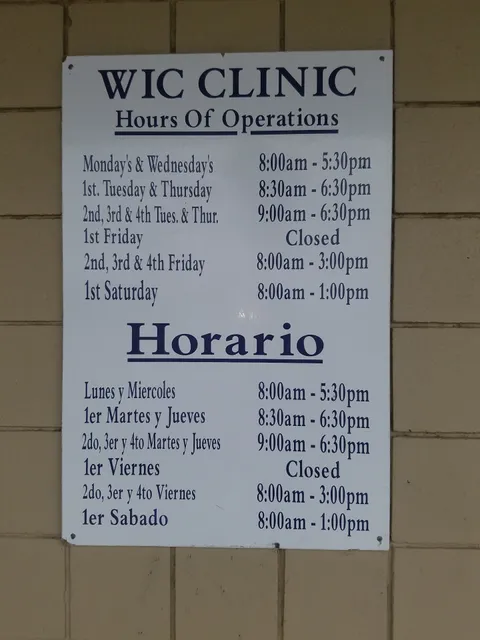 WIC CLINIC
Hours Of Operations
Monday's & Wednesday's 8:00am - 5:30pm
1st. Tuesday & Thursday 8:30am - 6:30pm
2nd, 3rd & 4th Tues. & Thur. 9:00am - 6:30pm
1st Friday Closed
2nd, 3rd & 4th Friday 8:00am - 3:00pm
1st Saturday 8:00am - 1:00pm
Horario
Lunes y Miercoles 8:00am - 5:30pm
1er Martes y Jueves 8:30am - 6:30pm
2do, 3er y 4to Martes y Jueves 9:00am - 6:30pm
1er Viernes Closed
2do, 3er y 4to Viernes 8:00am - 3:00pm
1er Sabado 8:00am - 1:00pm